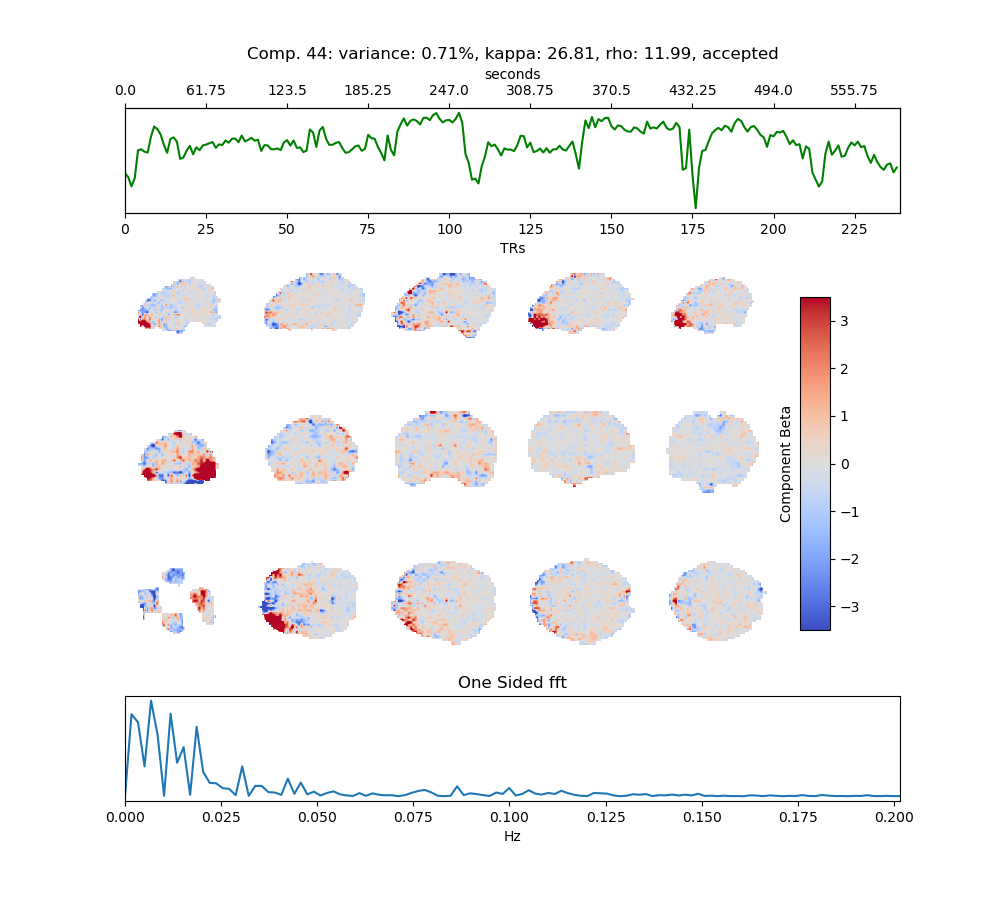 Comp. 44: variance: 0.71%, kappa: 26.81, rho: 11.99, accepted
seconds
0.0 61.75 123.5 185.25 247.0 308.75 370.5 432.25 494.0 555.75
0 25 50 75 100 125 150 175 200 225
TRs
3
2
1
0
−1
−2
−3
Component Beta
One Sided fft
0.000 0.025 0.050 0.075 0.100 0.125 0.150 0.175 0.200
Hz